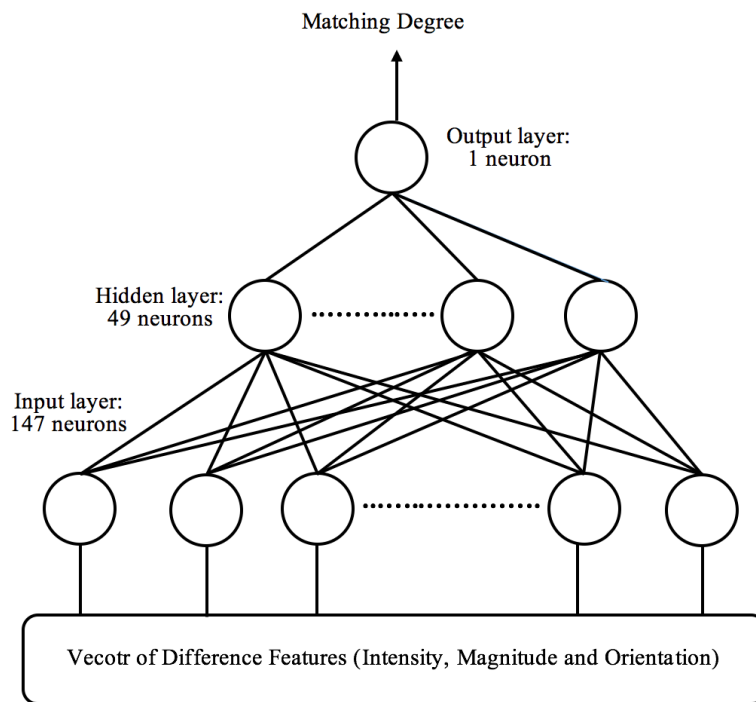 Matching Degree
Output layer:
1 neuron
Hidden layer:
49 neurons
Input layer:
147 neurons
Vecotr of Difference Features (Intensity, Magnitude and Orientation)